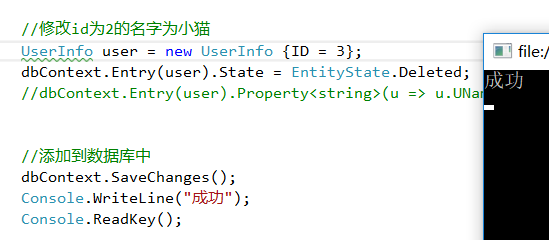 //修改id为2的名字为小猫
UserInfo user = new UserInfo {ID = 3};
dbContext.Entry(user).State = EntityState.Deleted;
//dbContext.Entry(user).Property<string>(u => u.UNam
//添加到数据库中
dbContext.SaveChanges();
Console.WriteLine("成功");
Console.ReadKey();
file:/
成功